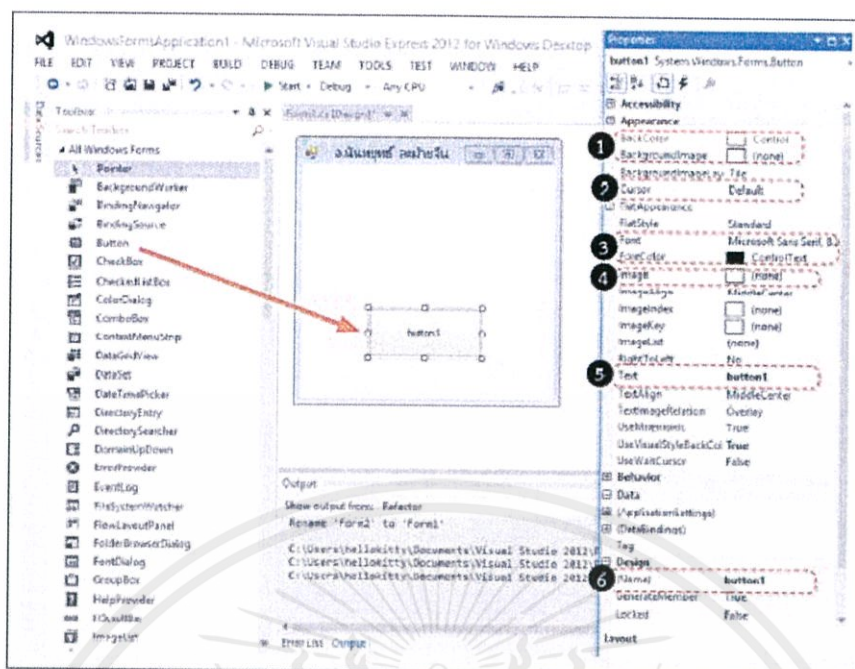 WindowsFormsApplication1 - Microsoft Visual Studio Express 2012 for Windows Desktop
FILE EDIT VIEW PROJECT BUILD DEBUG TEAM TOOLS TEST WINDOW HELP
Start Debug Any CPU
Data Sources
Toolbox
Search Toolbox
All Windows Forms
Pointer
BackgroundWorker
BindingNavigator
BindingSource
Button
CheckBox
CheckedListBox
ColorDialog
ComboBox
ContextMenuStrip
DataGridView
DataSet
DateTimePicker
DirectoryEntry
DirectorySearcher
DomainUpDown
ErrorProvider
EventLog
FileSystemWatcher
FlowLayoutPanel
FolderBrowserDialog
FontDialog
GroupBox
HelpProvider
HScrollBar
ImageList
button1
Output
Show output from: Refactor
Rename 'Form2' to 'Form1'
C:\Users\hellokitty\Documents\Visual Studio 2012\
C:\Users\hellokitty\Documents\Visual Studio 2012\
C:\Users\hellokitty\Documents\Visual Studio 2012\
Error List Output
Properties
button1 System.Windows.Forms.Button
Accessibility
Appearance
1 BackColor Control
BackgroundImage (none)
BackgroundImageLay Tile
2 Cursor Default
FlatAppearance
FlatStyle Standard
3 Font Microsoft Sans Serif, 8.
ForeColor ControlText
4 Image (none)
ImageAlign MiddleCenter
ImageIndex (none)
ImageKey (none)
ImageList (none)
RightToLeft No
5 Text button1
TextAlign MiddleCenter
TextImageRelation Overlay
UseMnemonic True
UseVisualStyleBackCol True
UseWaitCursor False
Behavior
Data
(ApplicationSettings)
(DataBindings)
Tag
Design
6 (Name) button1
GenerateMember True
Locked False
Layout